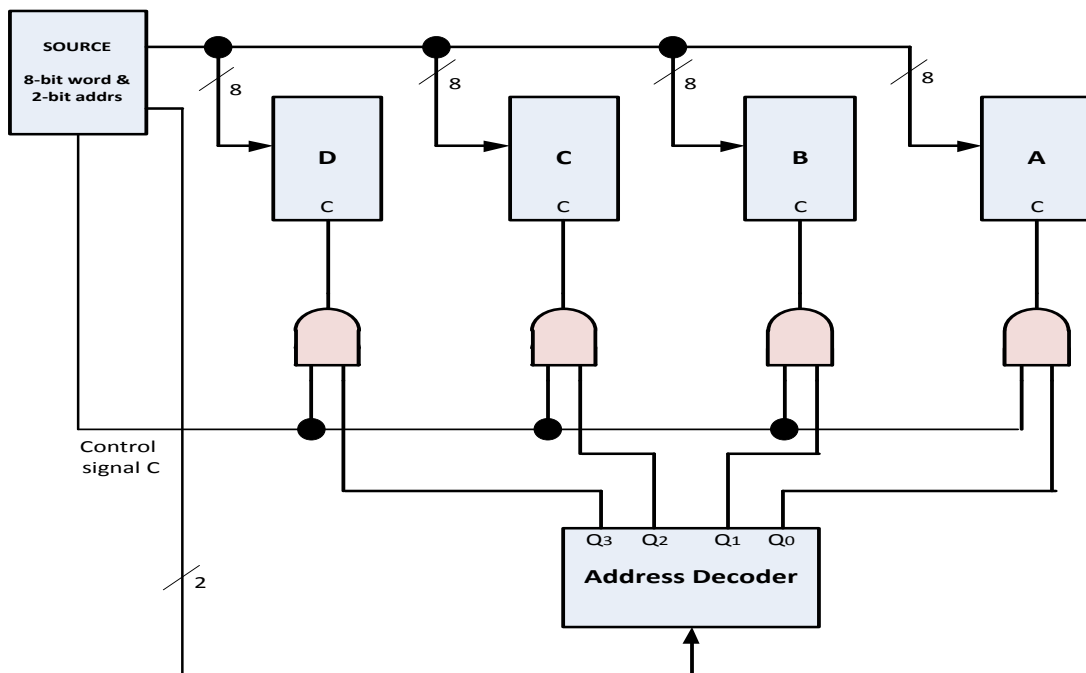 SOURCE
8-bit word &
2-bit addrs
8
8
8
8
D
C
B
A
C
C
C
C
Control
signal C
Q3
Q2
Q1
Q0
Address Decoder
2